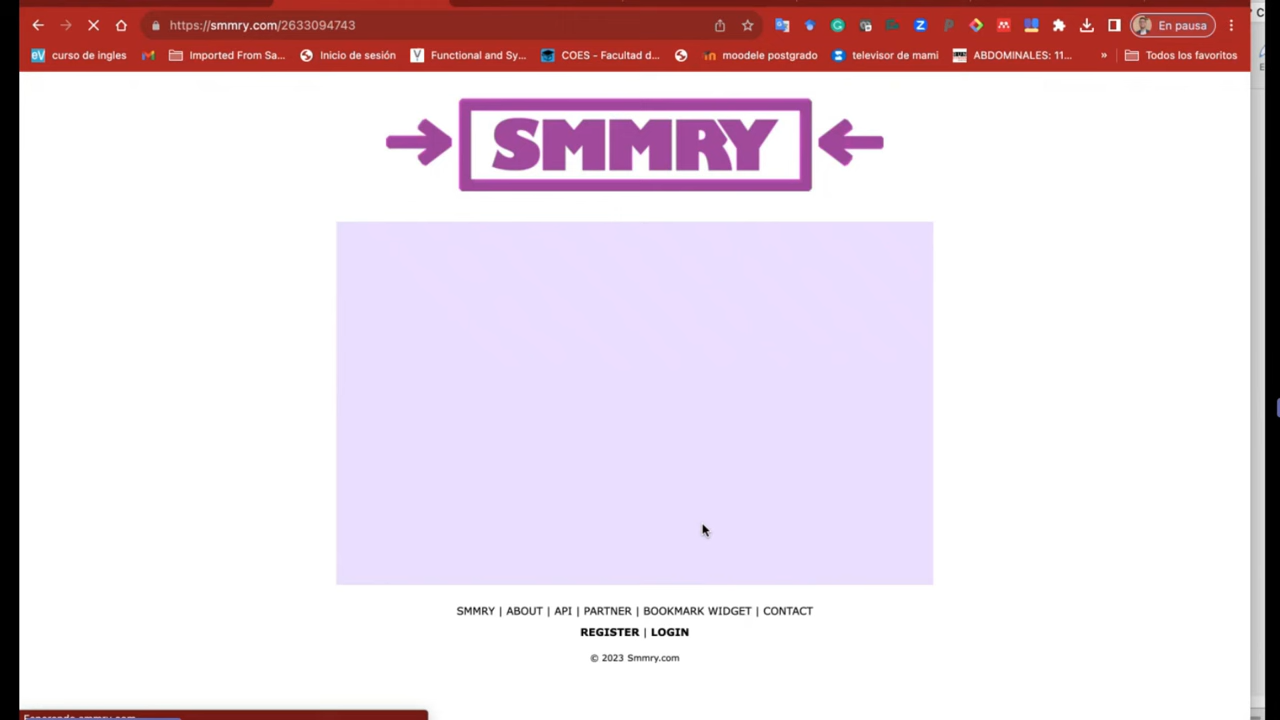 https://smmry.com/2633094743
En pausa
curso de ingles
Imported From Sa...
Inicio de sesión
Functional and Sy...
COES - Facultad d...
moodele postgrado
televisor de mami
ABDOMINALES: 11...
»
Todos los favoritos
SMMRY
SMMRY | ABOUT | API | PARTNER | BOOKMARK WIDGET | CONTACT
REGISTER | LOGIN
© 2023 Smmry.com